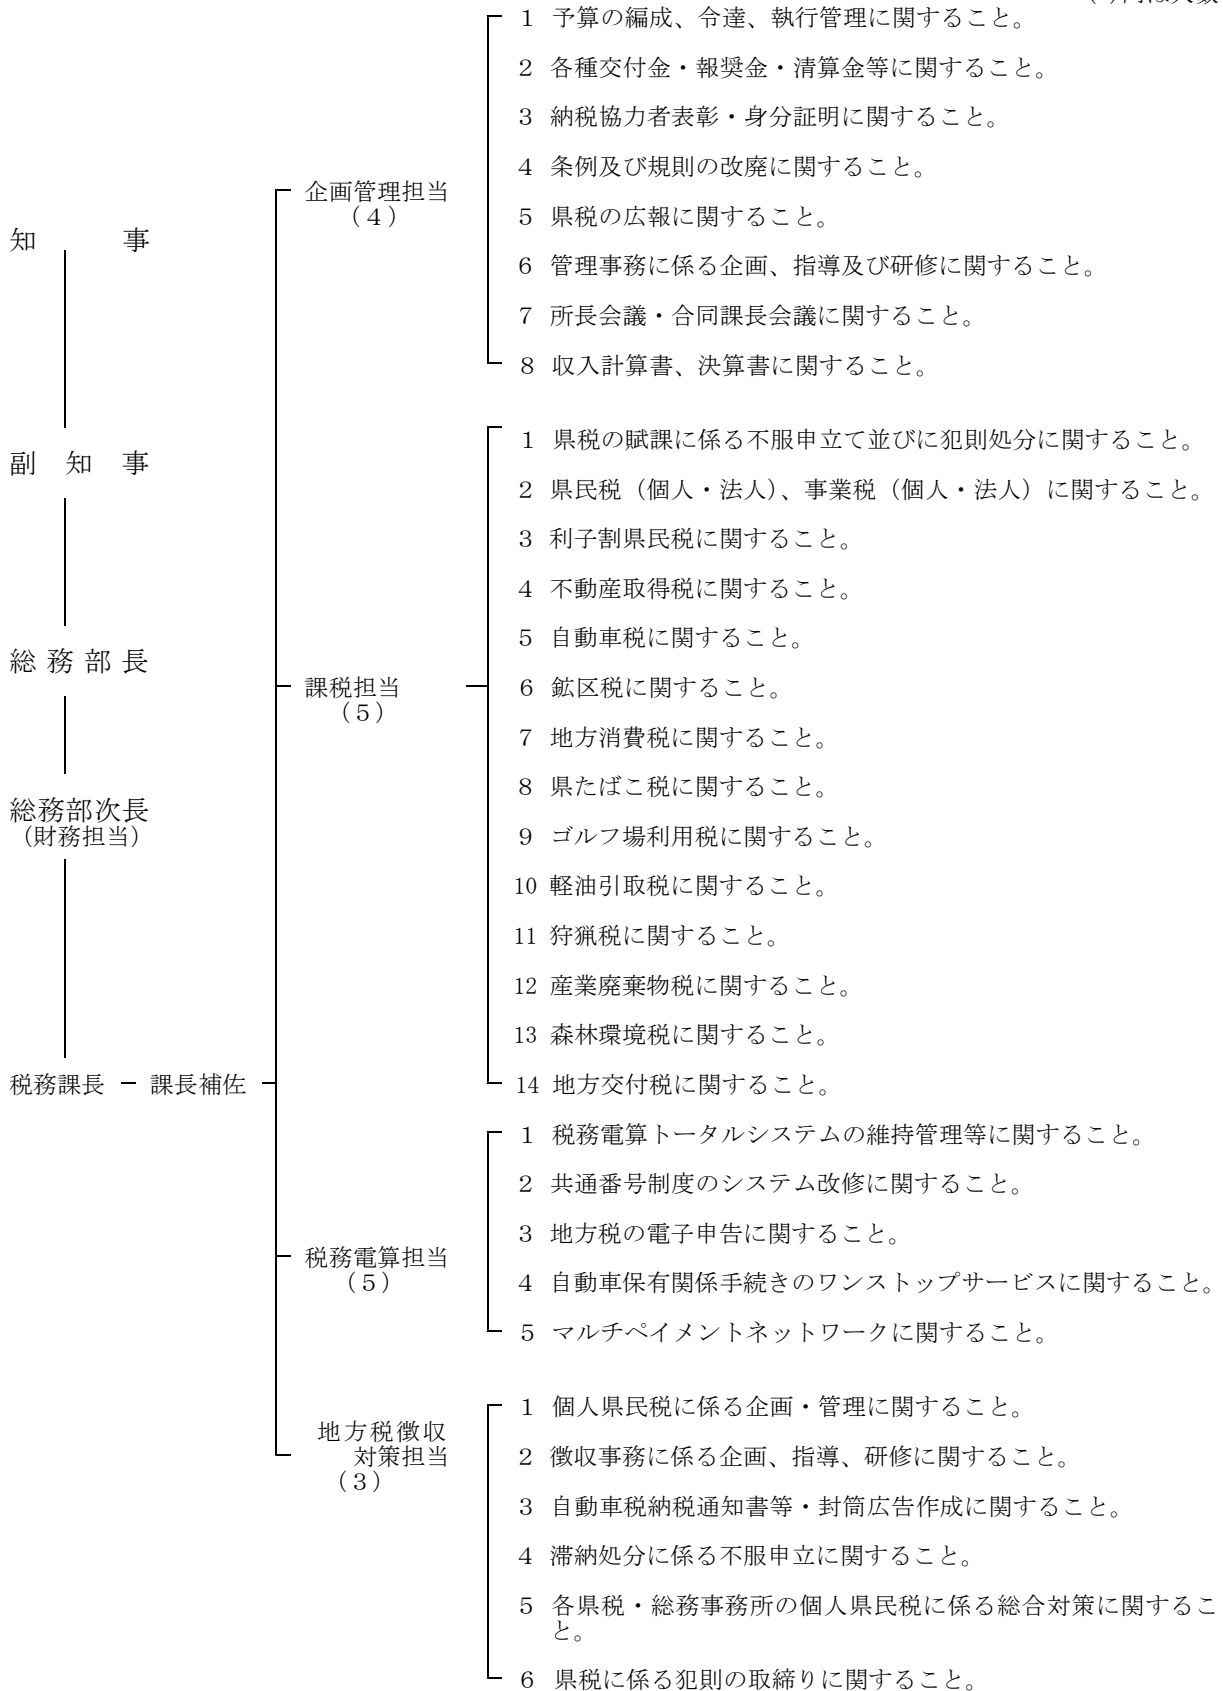 知事
副知事
総務部長
総務部次長
（財務担当）
税務課長
課長補佐
企画管理担当
（４）
１ 予算の編成、令達、執行管理に関すること。
２ 各種交付金・報奨金・清算金等に関すること。
３ 納税協力者表彰・身分証明に関すること。
４ 条例及び規則の改廃に関すること。
５ 県税の広報に関すること。
６ 管理事務に係る企画、指導及び研修に関すること。
７ 所長会議・合同課長会議に関すること。
８ 収入計算書、決算書に関すること。
課税担当
（５）
１ 県税の賦課に係る不服申立て並びに犯則処分に関すること。
２ 県民税（個人・法人）、事業税（個人・法人）に関すること。
３ 利子割県民税に関すること。
４ 不動産取得税に関すること。
５ 自動車税に関すること。
６ 鉱区税に関すること。
７ 地方消費税に関すること。
８ 県たばこ税に関すること。
９ ゴルフ場利用税に関すること。
10 軽油引取税に関すること。
11 狩猟税に関すること。
12 産業廃棄物税に関すること。
13 森林環境税に関すること。
14 地方交付税に関すること。
税務電算担当
（５）
１ 税務電算トータルシステムの維持管理等に関すること。
２ 共通番号制度のシステム改修に関すること。
３ 地方税の電子申告に関すること。
４ 自動車保有関係手続きのワンストップサービスに関すること。
５ マルチペイメントネットワークに関すること。
地方税徴収
対策担当
（３）
１ 個人県民税に係る企画・管理に関すること。
２ 徴収事務に係る企画、指導、研修に関すること。
３ 自動車税納税通知書等・封筒広告作成に関すること。
４ 滞納処分に係る不服申立に関すること。
５ 各県税・総務事務所の個人県民税に係る総合対策に関するこ
と。
６ 県税に係る犯則の取締りに関すること。